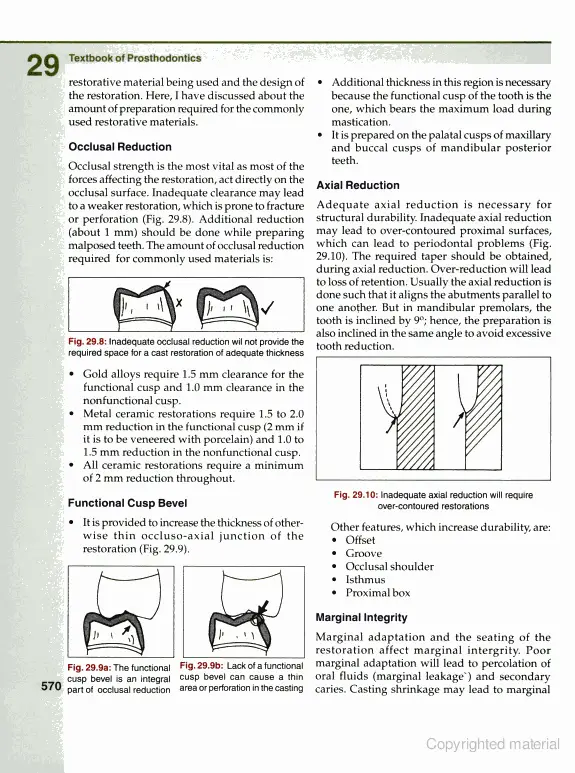 29
Textbook of Prosthodontics
restorative material being used and the design of
the restoration. Here, I have discussed about the
amount of preparation required for the commonly
used restorative materials.
Occlusal Reduction
Occlusal strength is the most vital as most of the
forces affecting the restoration, act directly on the
occlusal surface. Inadequate clearance may lead
to a weaker restoration, which is prone to fracture
or perforation (Fig. 29.8). Additional reduction
(about 1 mm) should be done while preparing
malposed teeth. The amount of occlusal reduction
required for commonly used materials is:
x
Fig. 29.8: Inadequate occlusal reduction wil not provide the
required space for a cast restoration of adequate thickness
• Gold alloys require 1.5 mm clearance for the
functional cusp and 1.0 mm clearance in the
nonfunctional cusp.
• Metal ceramic restorations require 1.5 to 2.0
mm reduction in the functional cusp (2 mm if
it is to be veneered with porcelain) and 1.0 to
1.5 mm reduction in the nonfunctional cusp.
• All ceramic restorations require a minimum
of 2 mm reduction throughout.
Functional Cusp Bevel
• It is provided to increase the thickness of other-
wise thin occluso-axial junction of the
restoration (Fig. 29.9).
Fig. 29.9a: The functional
cusp bevel is an integral
part of occlusal reduction
Fig. 29.9b: Lack of a functional
cusp bevel can cause a thin
area or perforation in the casting
570
• Additional thickness in this region is necessary
because the functional cusp of the tooth is the
one, which bears the maximum load during
mastication.
• It is prepared on the palatal cusps of maxillary
and buccal cusps of mandibular posterior
teeth.
Axial Reduction
Adequate axial reduction is necessary for
structural durability. Inadequate axial reduction
may lead to over-contoured proximal surfaces,
which can lead to periodontal problems (Fig.
29.10). The required taper should be obtained,
during axial reduction. Over-reduction will lead
to loss of retention. Usually the axial reduction is
done such that it aligns the abutments parallel to
one another. But in mandibular premolars, the
tooth is inclined by 9°; hence, the preparation is
also inclined in the same angle to avoid excessive
tooth reduction.
Fig. 29.10: Inadequate axial reduction will require
over-contoured restorations
Other features, which increase durability, are:
• Offset
• Groove
• Occlusal shoulder
• Isthmus
• Proximal box
Marginal Integrity
Marginal adaptation and the seating of the
restoration affect marginal intergrity. Poor
marginal adaptation will lead to percolation of
oral fluids (marginal leakage`) and secondary
caries. Casting shrinkage may lead to marginal
Copyrighted material